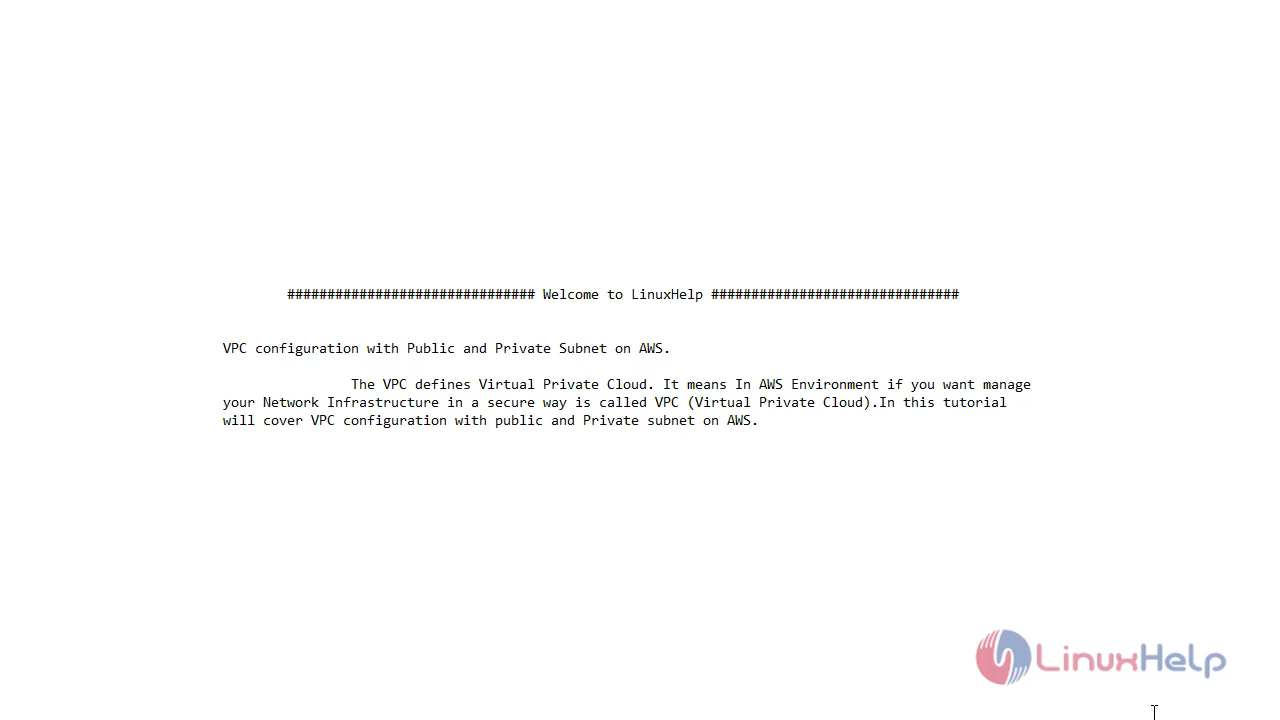 ############################### Welcome to LinuxHelp ###############################
VPC configuration with Public and Private Subnet on AWS.
The VPC defines Virtual Private Cloud. It means In AWS Environment if you want manage
your Network Infrastructure in a secure way is called VPC (Virtual Private Cloud).In this tutorial
will cover VPC configuration with public and Private subnet on AWS.
LinuxHelp